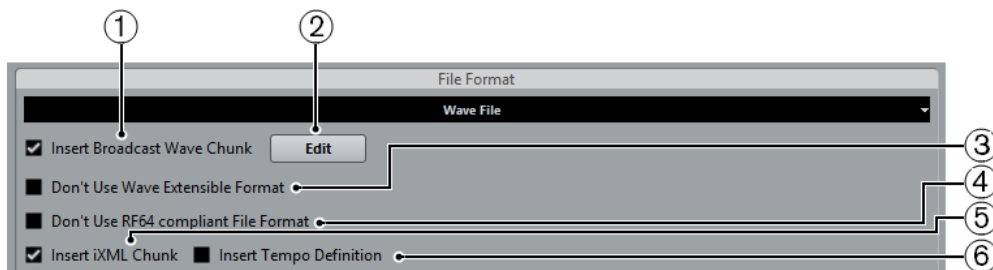 ① ②
File Format
Wave File
Insert Broadcast Wave Chunk Edit
③
Don't Use Wave Extensible Format
④
Don't Use RF64 compliant File Format
⑤
Insert iXML Chunk Insert Tempo Definition
⑥